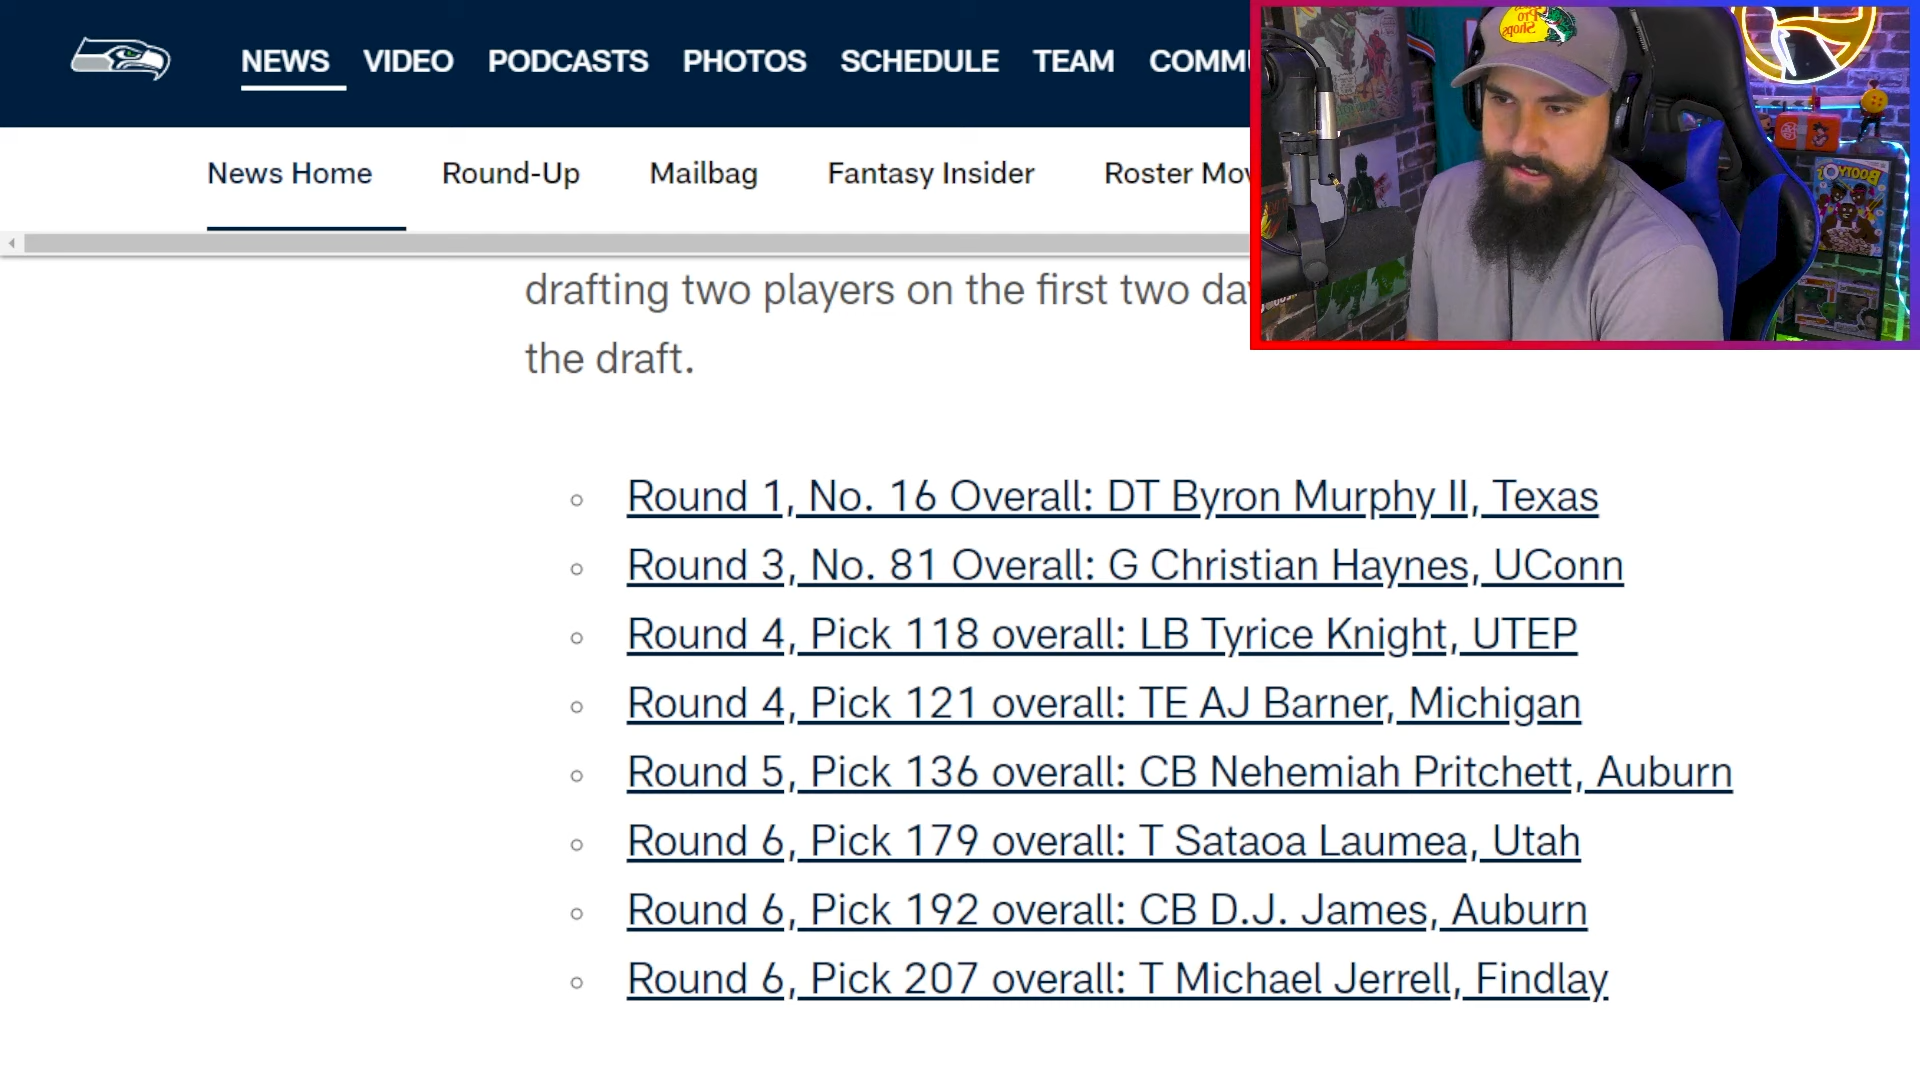 NEWS VIDEO PODCASTS PHOTOS SCHEDULE TEAM COMMU
News Home Round-Up Mailbag Fantasy Insider Roster Mov
drafting two players on the first two day
the draft.
Round 1, No. 16 Overall: DT Byron Murphy II, Texas
Round 3, No. 81 Overall: G Christian Haynes, UConn
Round 4, Pick 118 overall: LB Tyrice Knight, UTEP
Round 4, Pick 121 overall: TE AJ Barner, Michigan
Round 5, Pick 136 overall: CB Nehemiah Pritchett, Auburn
Round 6, Pick 179 overall: T Sataoa Laumea, Utah
Round 6, Pick 192 overall: CB D.J. James, Auburn
Round 6, Pick 207 overall: T Michael Jerrell, Findlay
Pro
Shops